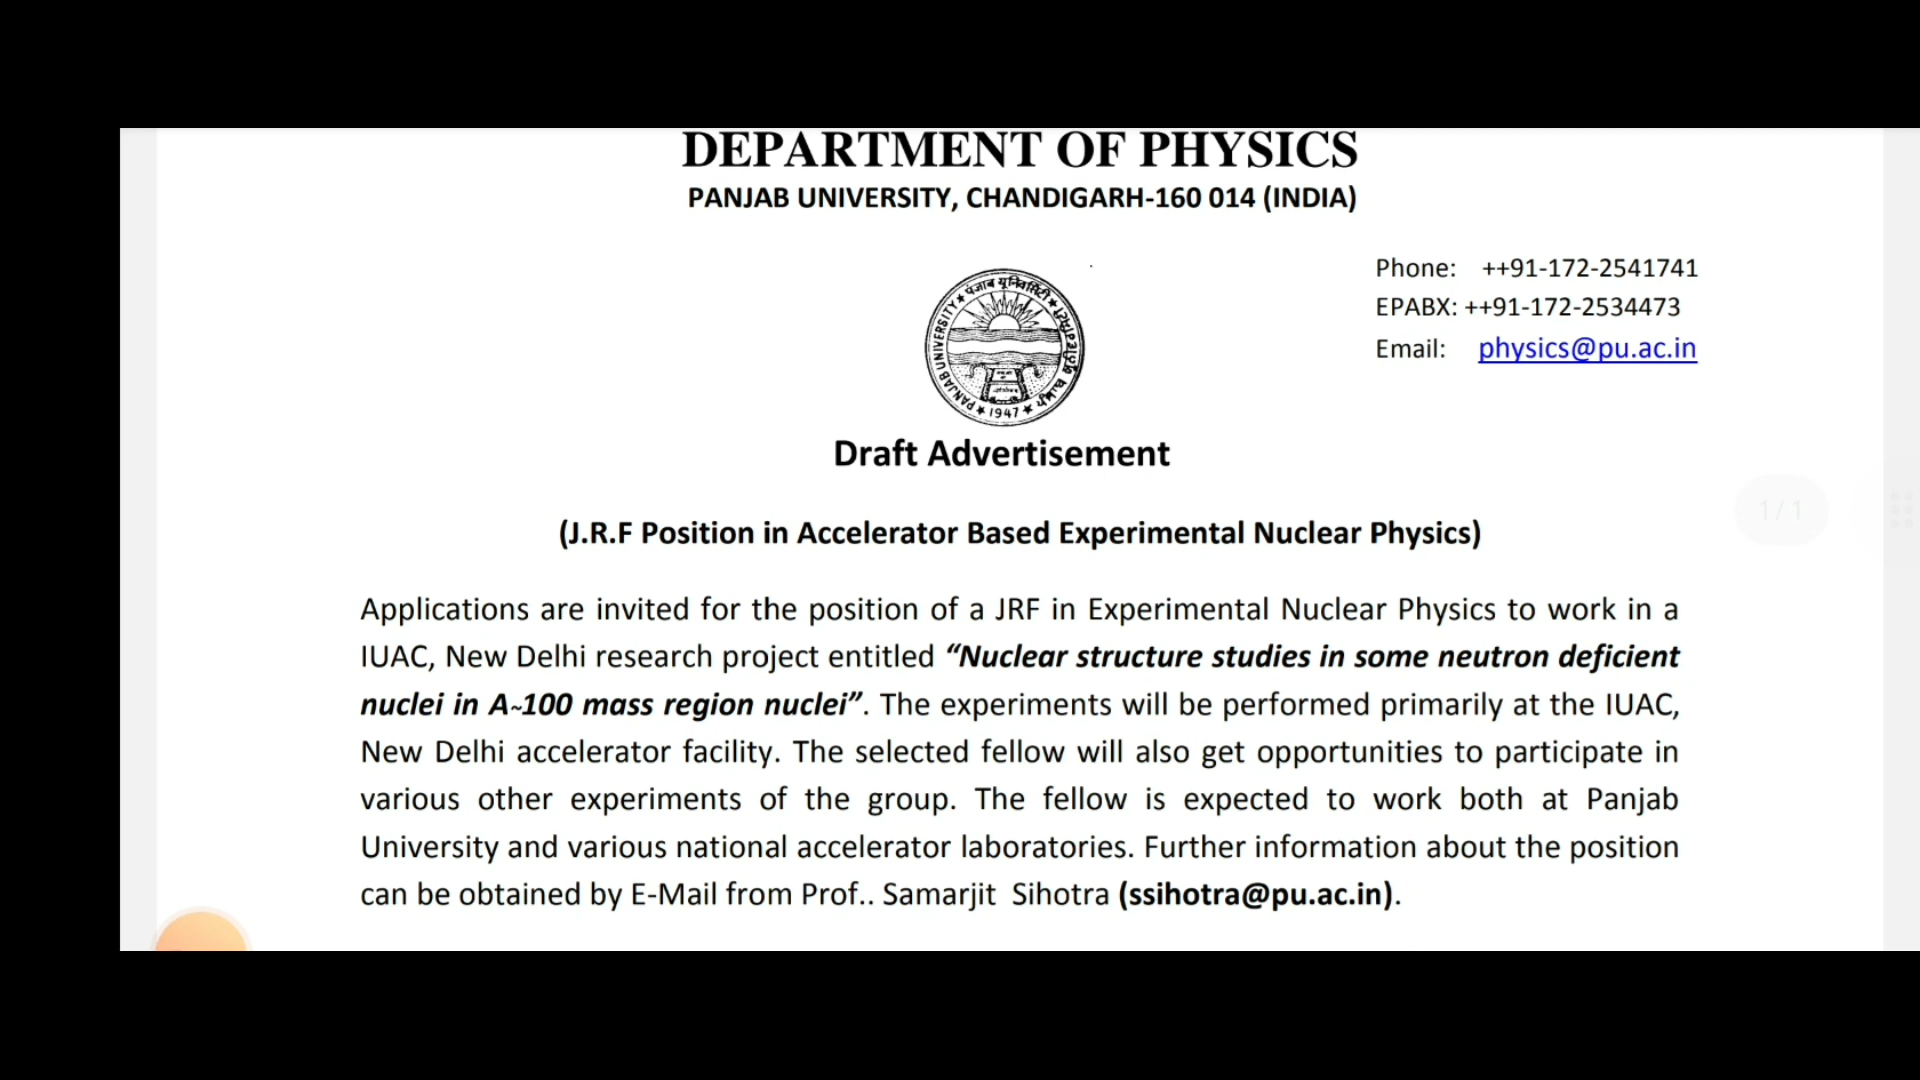 DEPARTMENT OF PHYSICS
PANJAB UNIVERSITY, CHANDIGARH-160 014 (INDIA)
Phone: ++91-172-2541741
EPABX: ++91-172-2534473
Email: physics@pu.ac.in
पंजाब यूनिवर्सिटी
PANJAB UNIVERSITY
1947
Draft Advertisement
(J.R.F Position in Accelerator Based Experimental Nuclear Physics)
1/1
Applications are invited for the position of a JRF in Experimental Nuclear Physics to work in a
IUAC, New Delhi research project entitled “Nuclear structure studies in some neutron deficient
nuclei in A~100 mass region nuclei”. The experiments will be performed primarily at the IUAC,
New Delhi accelerator facility. The selected fellow will also get opportunities to participate in
various other experiments of the group. The fellow is expected to work both at Panjab
University and various national accelerator laboratories. Further information about the position
can be obtained by E-Mail from Prof.. Samarjit Sihotra (ssihotra@pu.ac.in).